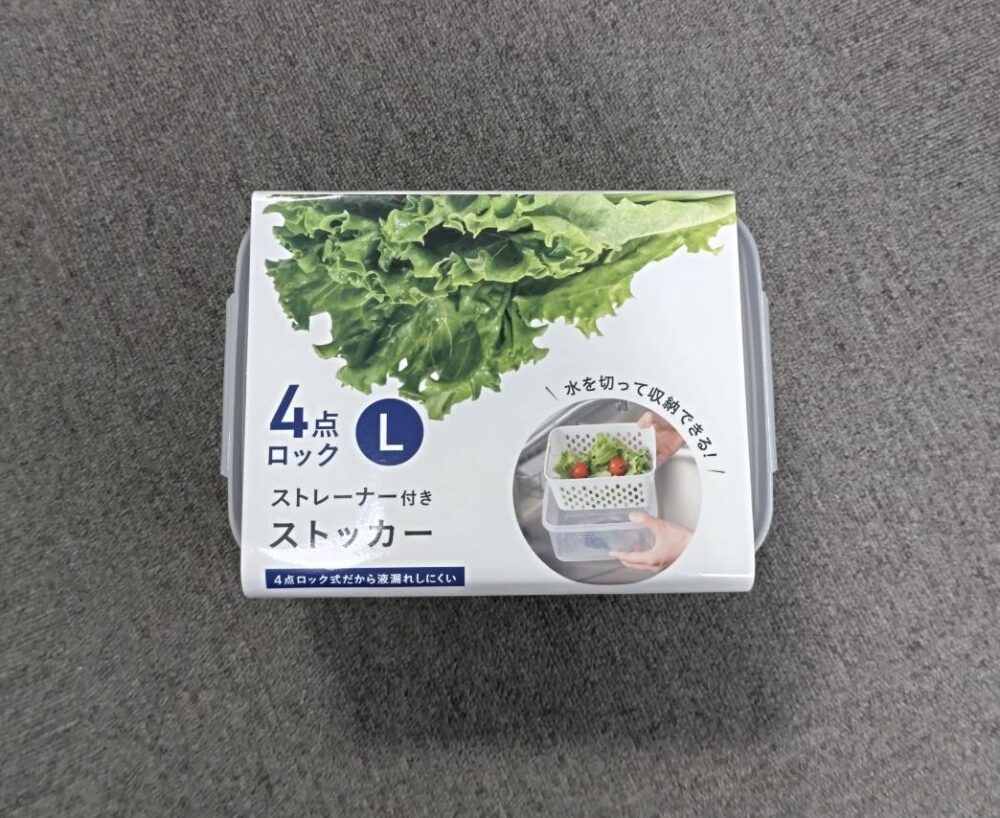 水を切って収納できる!
4点
ロック
L
ストレーナー付き
ストッカー
4点ロック式だから液漏れしにくい